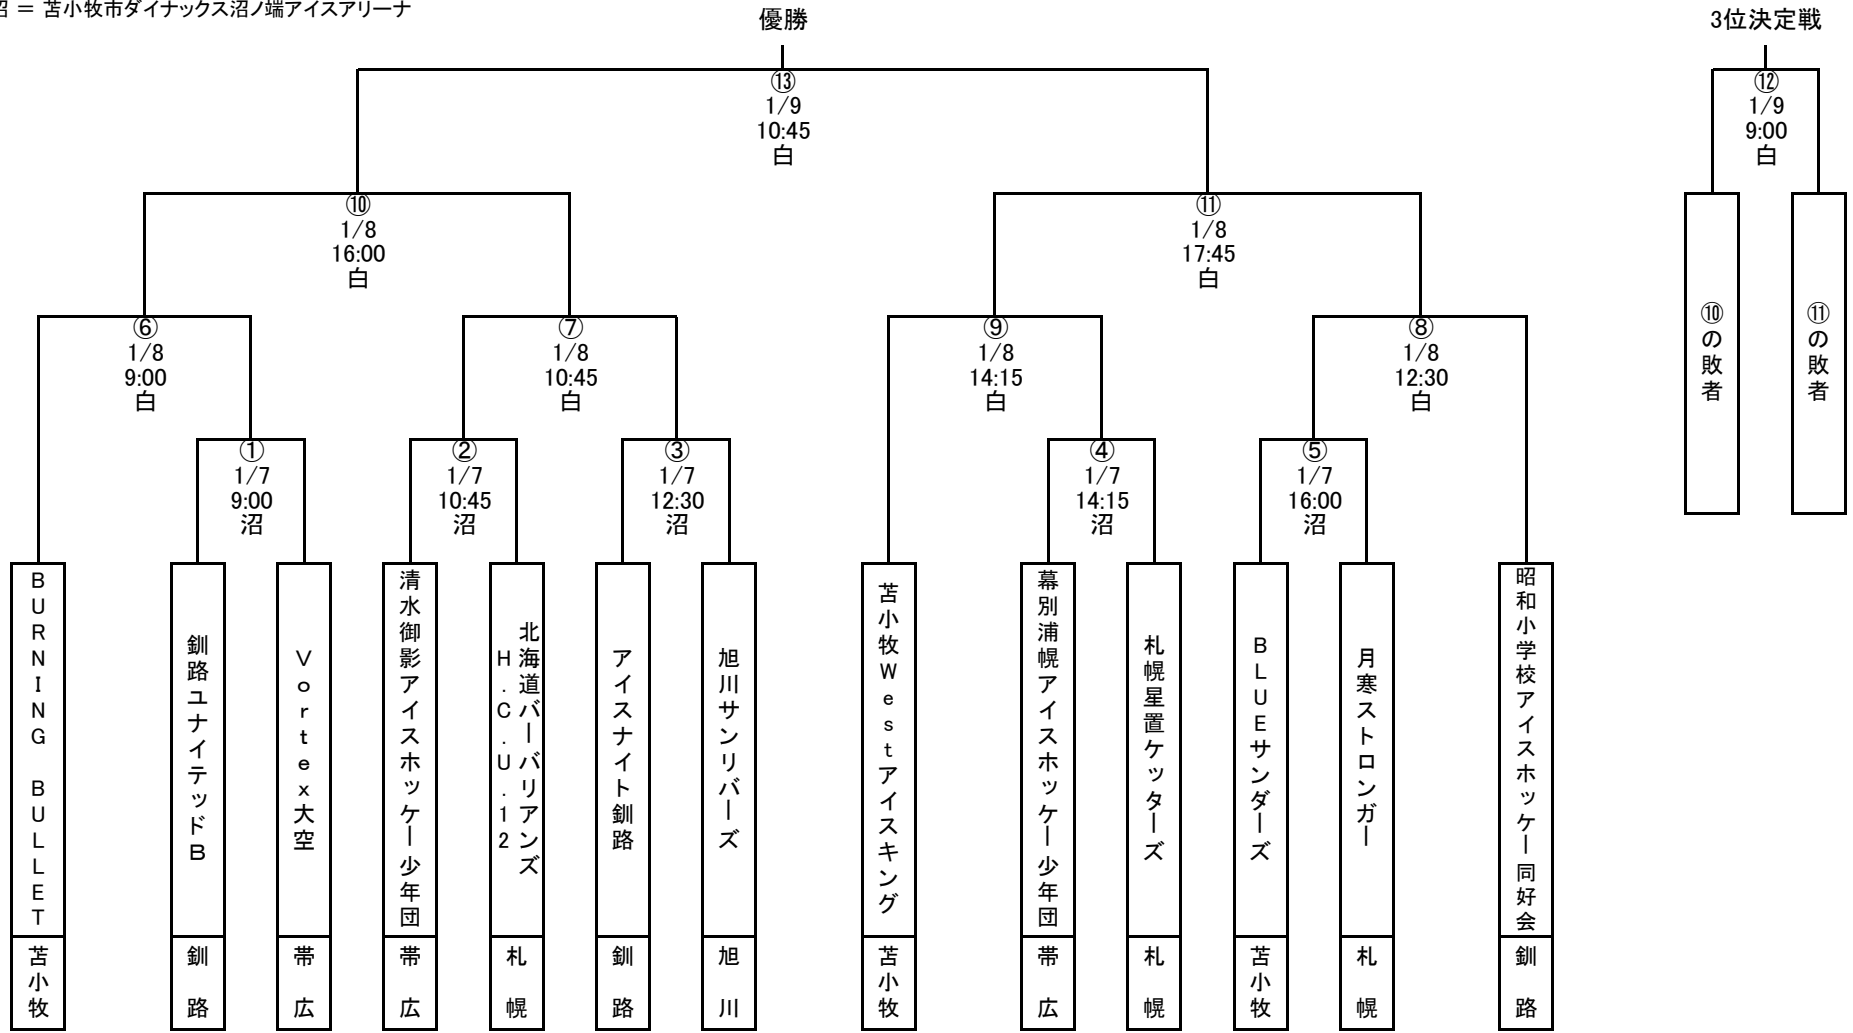 ＝ 苫小牧市ダイナックス沼ノ端アイスアリーナ
優勝
3位決定戦
⑬
1/9
10:45
白
⑫
1/9
9:00
白
⑩
1/8
16:00
白
⑪
1/8
17:45
白
⑩の敗者
⑪の敗者
⑥
1/8
9:00
白
⑦
1/8
10:45
白
⑨
1/8
14:15
白
⑧
1/8
12:30
白
①
1/7
9:00
沼
②
1/7
10:45
沼
③
1/7
12:30
沼
④
1/7
14:15
沼
⑤
1/7
16:00
沼
BURNING BULLET
釧路ユナイテッドB
Vortex大空
清水御影アイスホッケー少年団
北海道バーバリアンズ
H.C.U.12
アイスナイト釧路
旭川サンリバーズ
苫小牧Westアイスキング
幕別浦幌アイスホッケー少年団
札幌星置ケッターズ
BLUEサンダーズ
月寒ストロンガー
昭和小学校アイスホッケー同好会
苫小牧
釧路
帯広
帯広
札幌
釧路
旭川
苫小牧
帯広
札幌
苫小牧
札幌
釧路